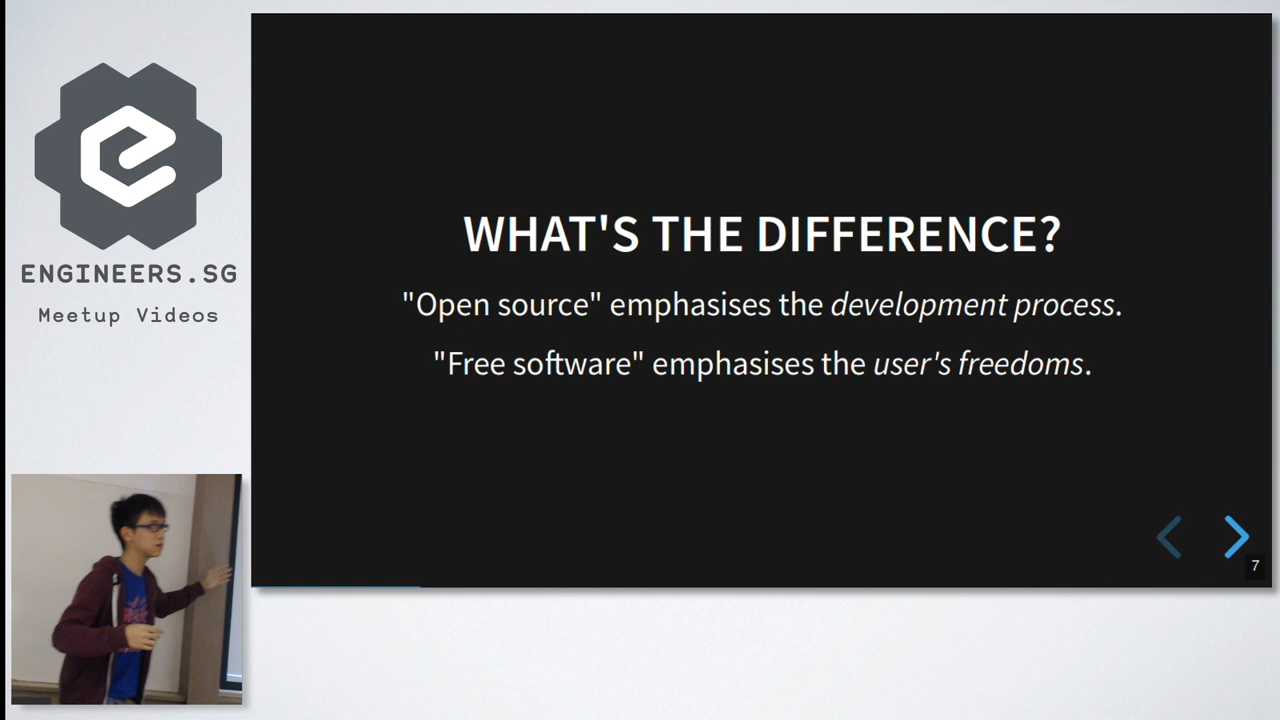 ENGINEERS.SG
Meetup Videos
WHAT'S THE DIFFERENCE?
"Open source" emphasises the development process.
"Free software" emphasises the user's freedoms.
7